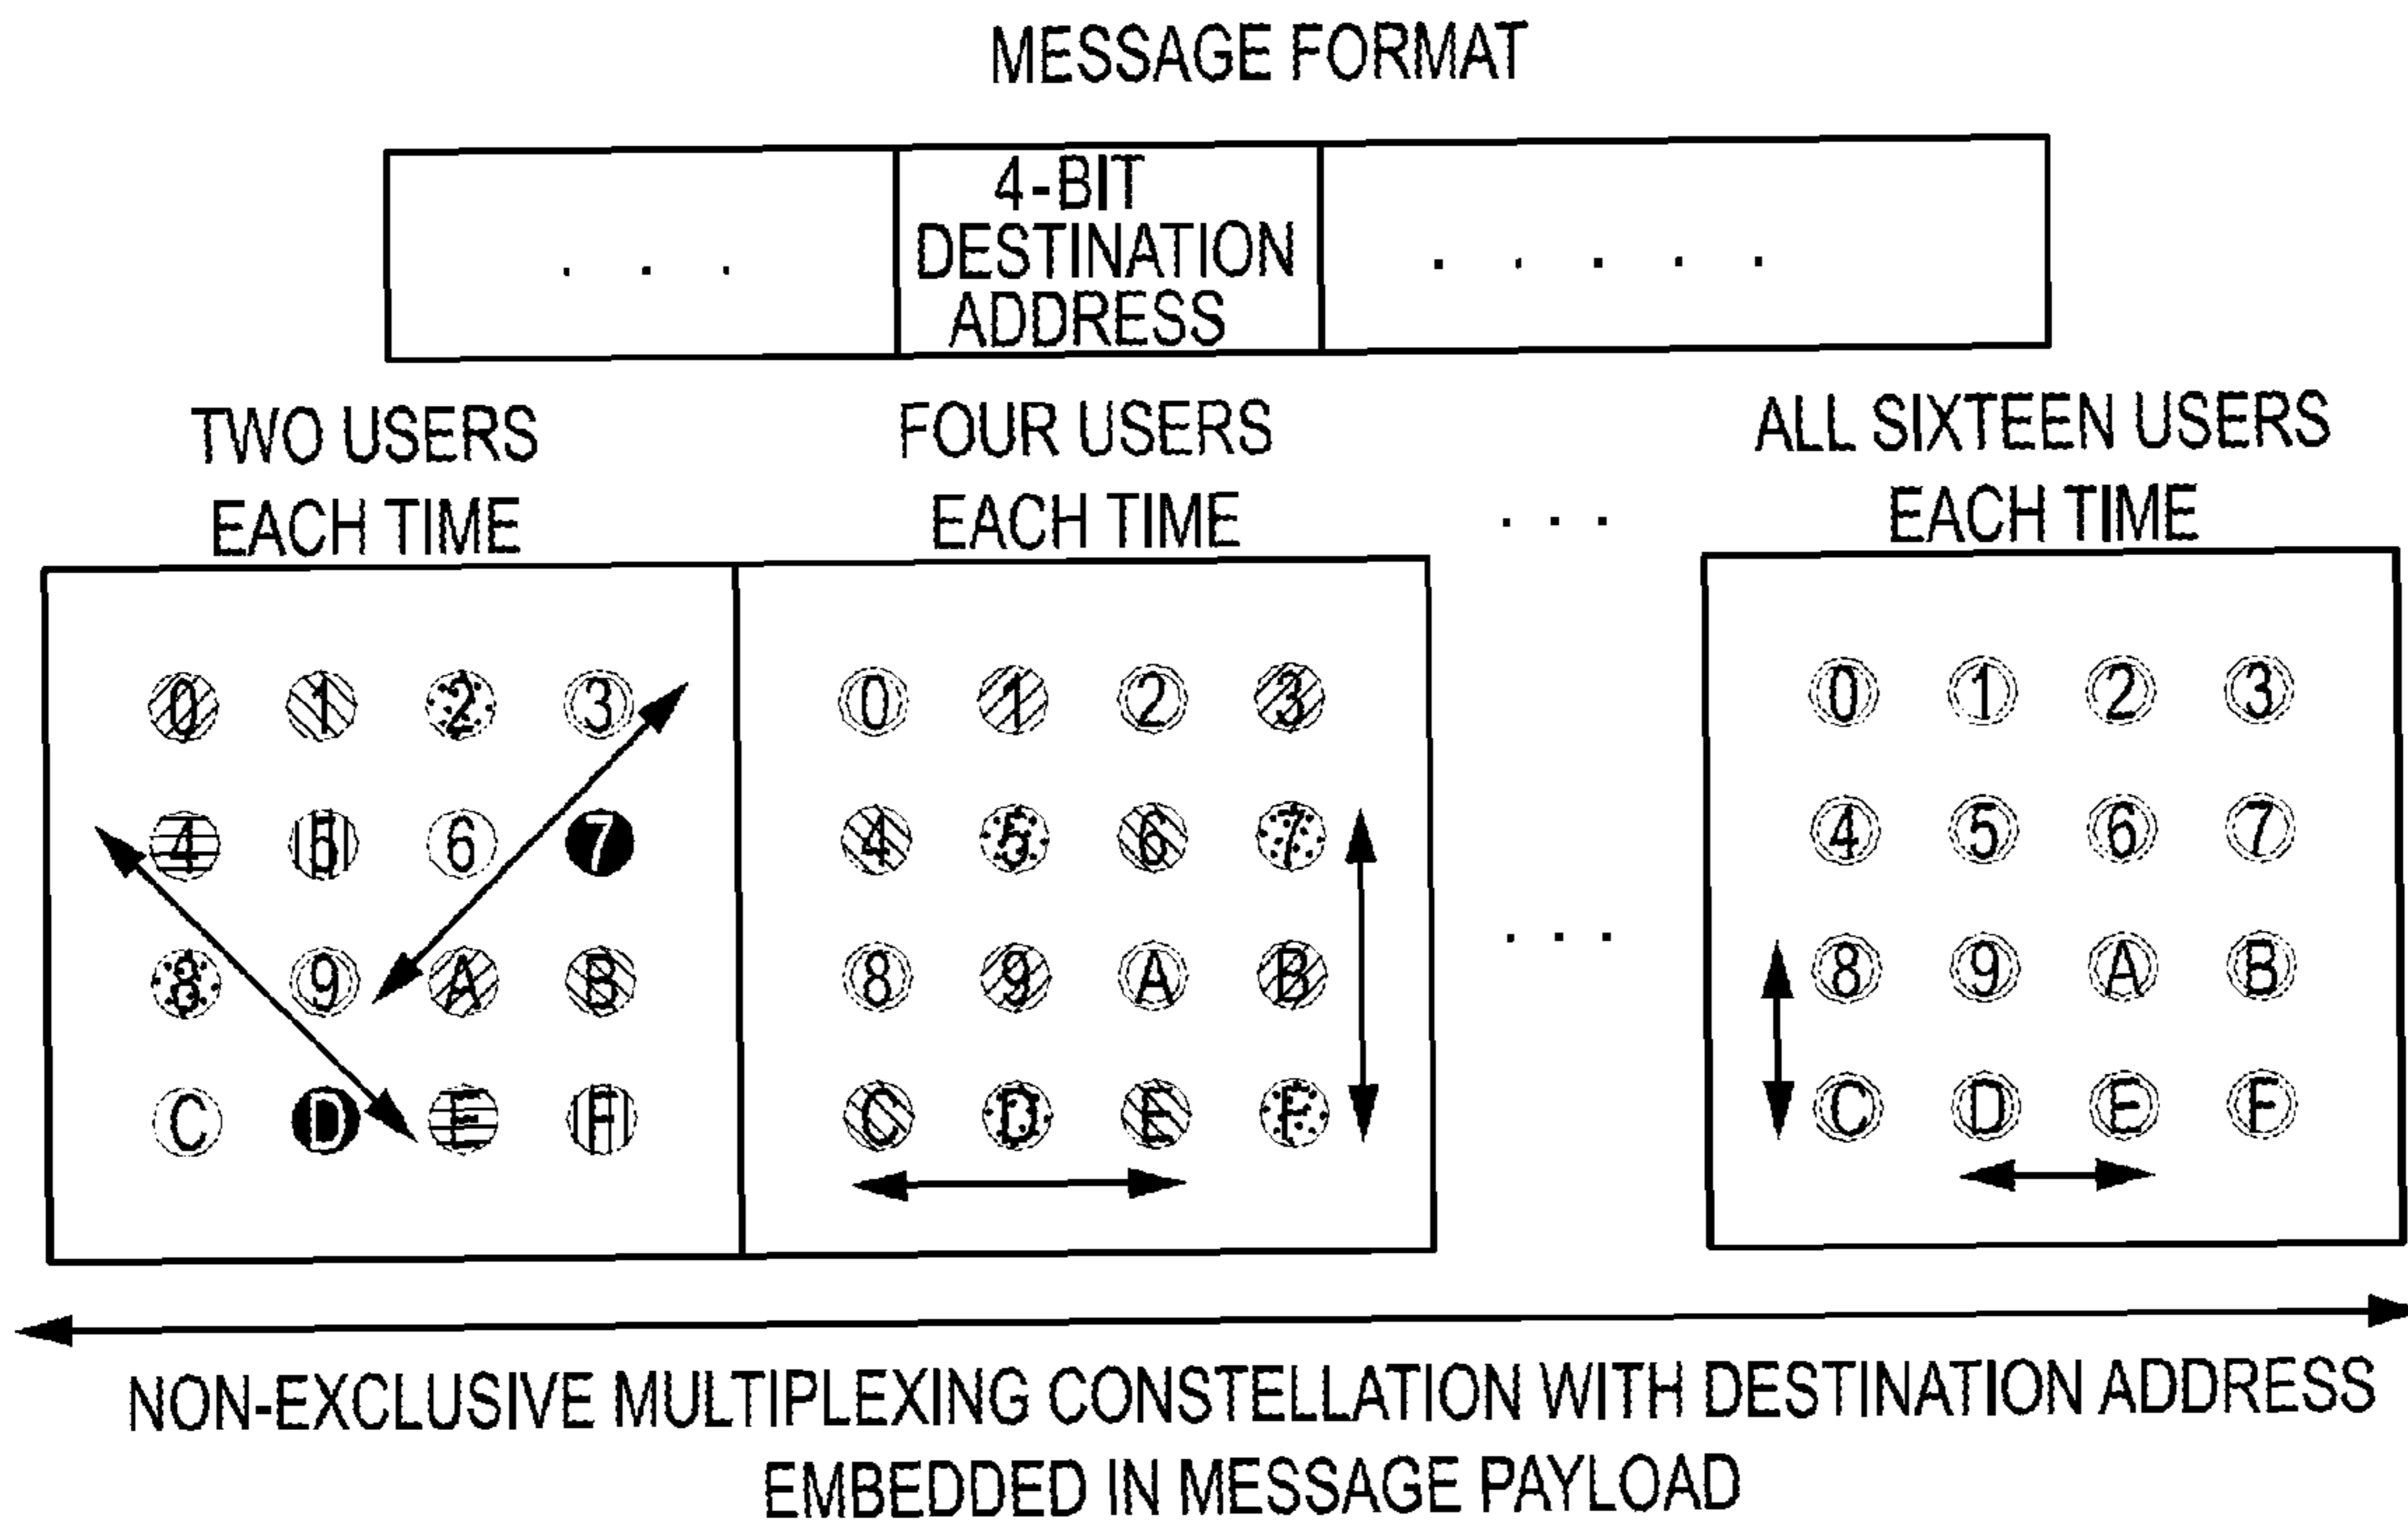 MESSAGE FORMAT
. . .
4-BIT
DESTINATION
ADDRESS
. . . . .
TWO USERS
EACH TIME
FOUR USERS
EACH TIME
. . .
ALL SIXTEEN USERS
EACH TIME
0 1 2 3
4 5 6 7
8 9 A B
C D E F
0 1 2 3
4 5 6 7
8 9 A B
C D E F
. . .
0 1 2 3
4 5 6 7
8 9 A B
C D E F
NON-EXCLUSIVE MULTIPLEXING CONSTELLATION WITH DESTINATION ADDRESS
EMBEDDED IN MESSAGE PAYLOAD